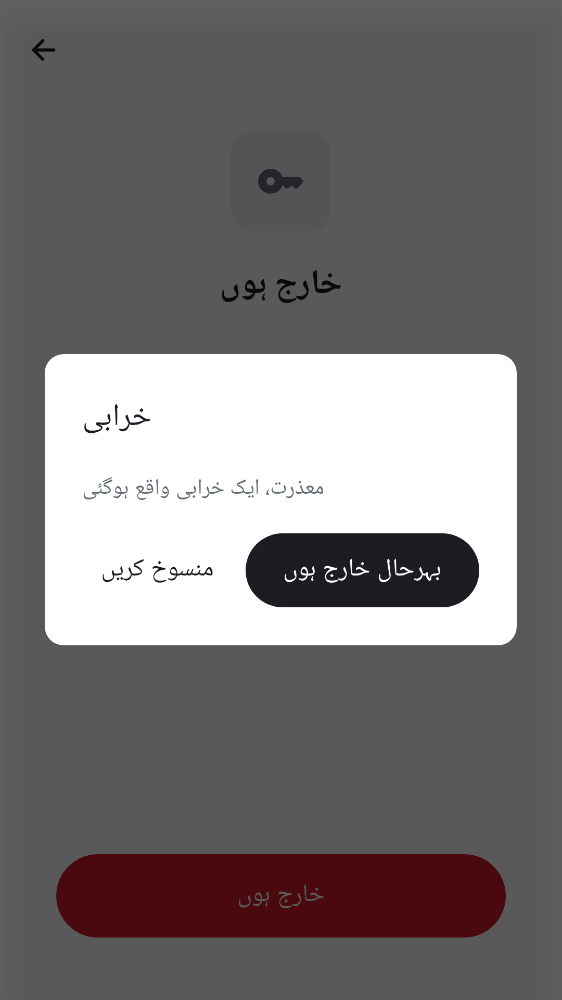 خارج ہوں
خرابی
معذرت، ایک خرابی واقع ہوگئی
بہرحال خارج ہوں
منسوخ کریں
خارج ہوں